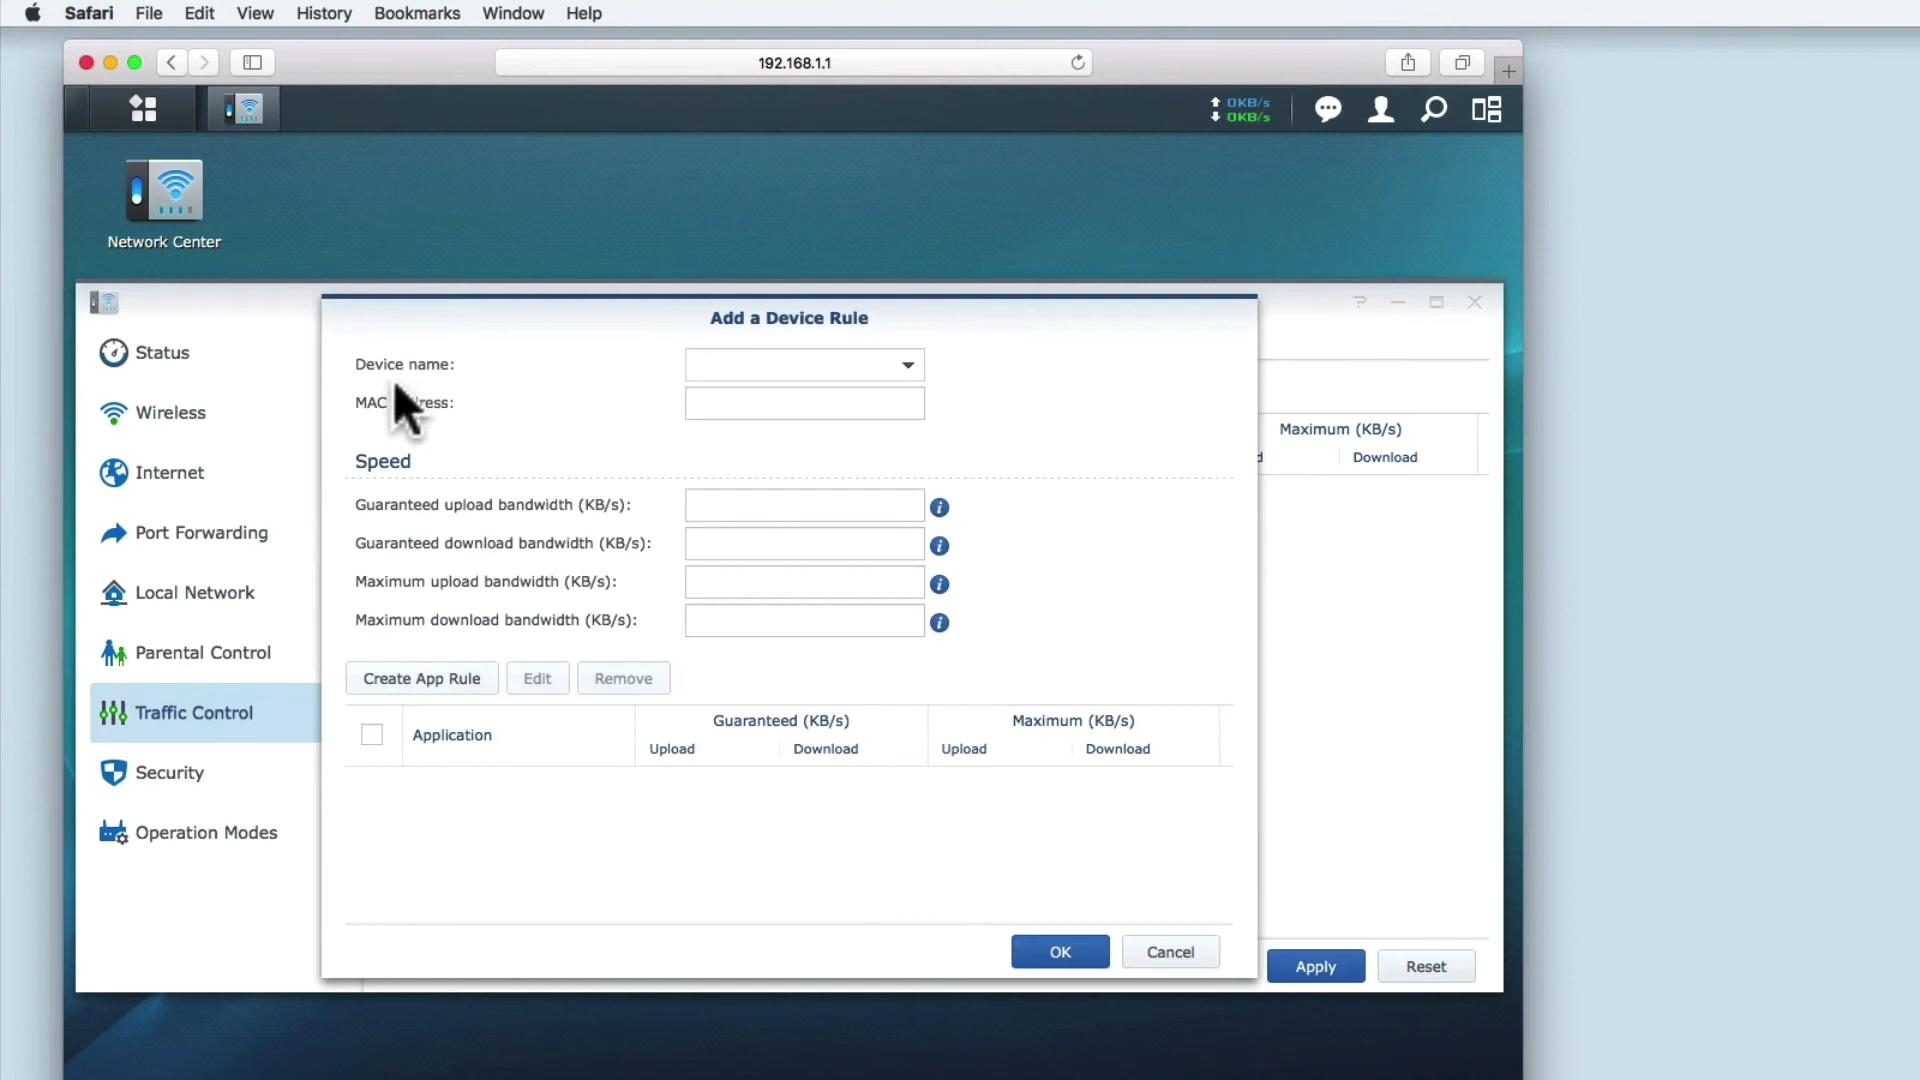 Safari File Edit View History Bookmarks Window Help
192.168.1.1
0KB/s
0KB/s
Network Center
Add a Device Rule
Status
Wireless
Internet
Port Forwarding
Local Network
Parental Control
Traffic Control
Security
Operation Modes
Device name:
MAC
Speed
Guaranteed upload bandwidth (KB/s):
Guaranteed download bandwidth (KB/s):
Maximum upload bandwidth (KB/s):
Maximum download bandwidth (KB/s):
Create App Rule Edit Remove
Application
Guaranteed (KB/s) Maximum (KB/s)
Upload Download Upload Download
OK Cancel
Maximum (KB/s)
Download
Apply Reset